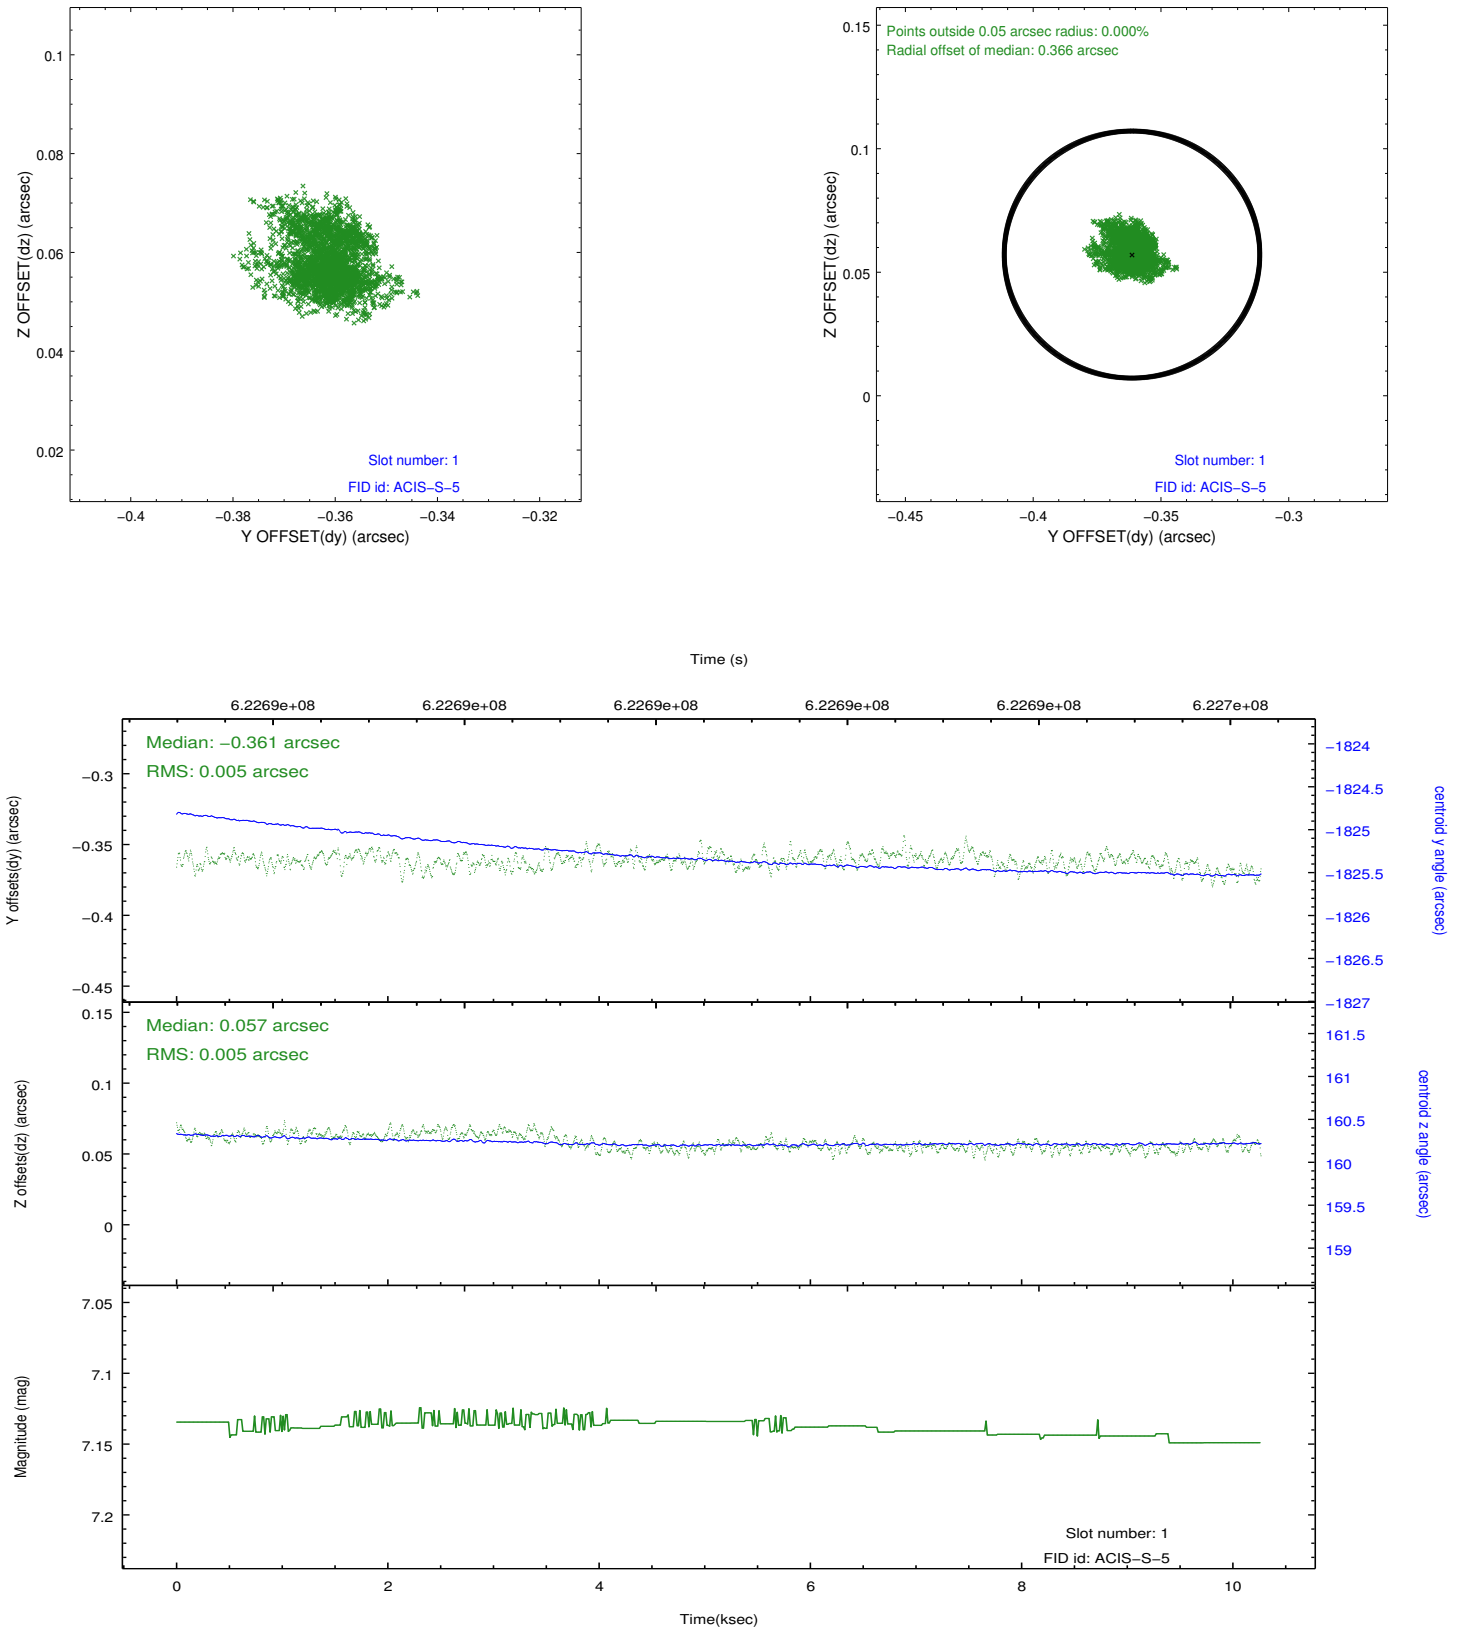 0.1
0.08
0.06
0.04
0.02
Z OFFSET(dz) (arcsec)
Slot number: 1
FID id: ACIS−S−5
−0.4
−0.38
−0.36
−0.34
−0.32
Y OFFSET(dy) (arcsec)
Points outside 0.05 arcsec radius: 0.000%
Radial offset of median: 0.366 arcsec
0.15
0.1
0.05
0
Z OFFSET(dz) (arcsec)
Slot number: 1
FID id: ACIS−S−5
−0.45
−0.4
−0.35
−0.3
Y OFFSET(dy) (arcsec)
Time (s)
6.2269e+08
6.2269e+08
6.2269e+08
6.2269e+08
6.2269e+08
6.227e+08
Median: −0.361 arcsec
RMS: 0.005 arcsec
−0.3
−0.35
−0.4
−0.45
Y offsets(dy) (arcsec)
−1824
−1824.5
−1825
−1825.5
−1826
−1826.5
−1827
centroid y angle (arcsec)
Median: 0.057 arcsec
RMS: 0.005 arcsec
0.15
0.1
0.05
0
Z offsets(dz) (arcsec)
161.5
161
160.5
160
159.5
159
centroid z angle (arcsec)
7.05
7.1
7.15
7.2
Magnitude (mag)
Slot number: 1
FID id: ACIS−S−5
0
2
4
6
8
10
Time(ksec)